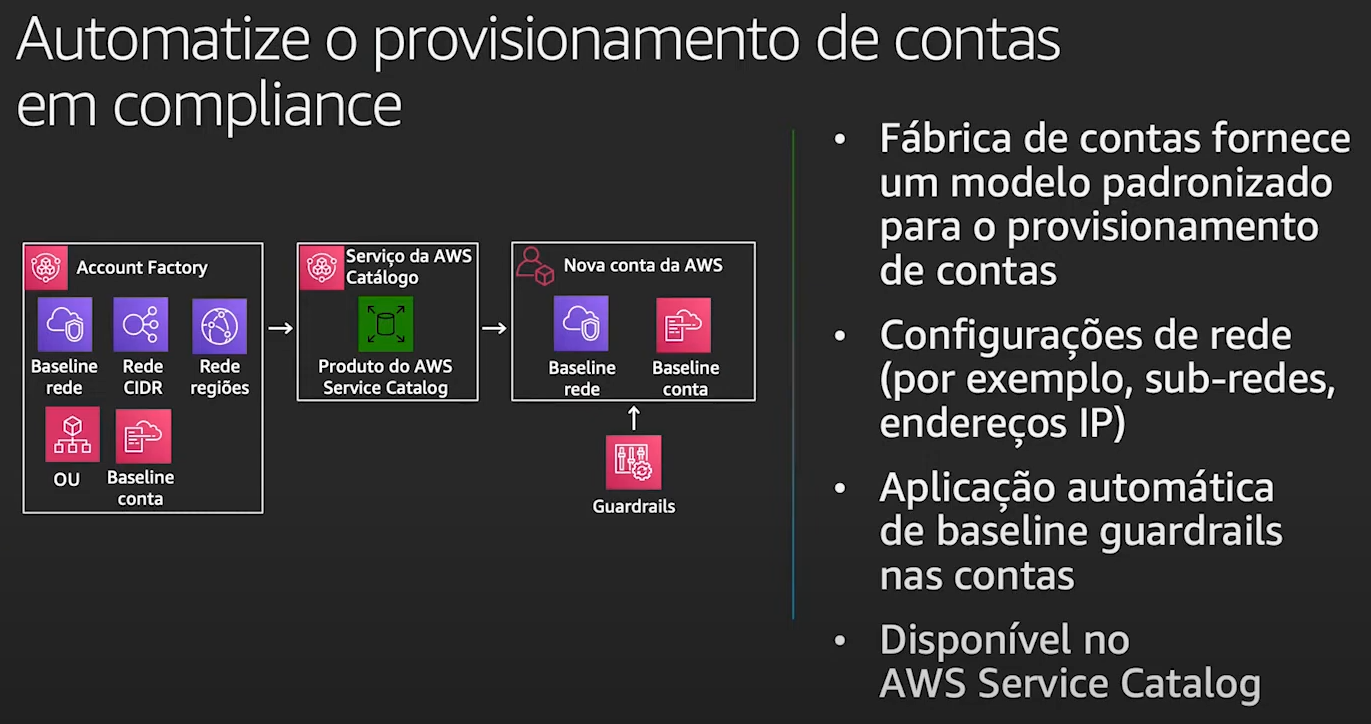 Automatize o provisionamento de contas
em compliance
Account Factory
Baseline
rede
Rede
CIDR
Rede
regiões
OU
Baseline
conta
Serviço da AWS
Catálogo
Produto do AWS
Service Catalog
Nova conta da AWS
Baseline
rede
Baseline
conta
Guardrails
• Fábrica de contas fornece
um modelo padronizado
para o provisionamento
de contas
• Configurações de rede
(por exemplo, sub-redes,
endereços IP)
• Aplicação automática
de baseline guardrails
nas contas
• Disponível no
AWS Service Catalog